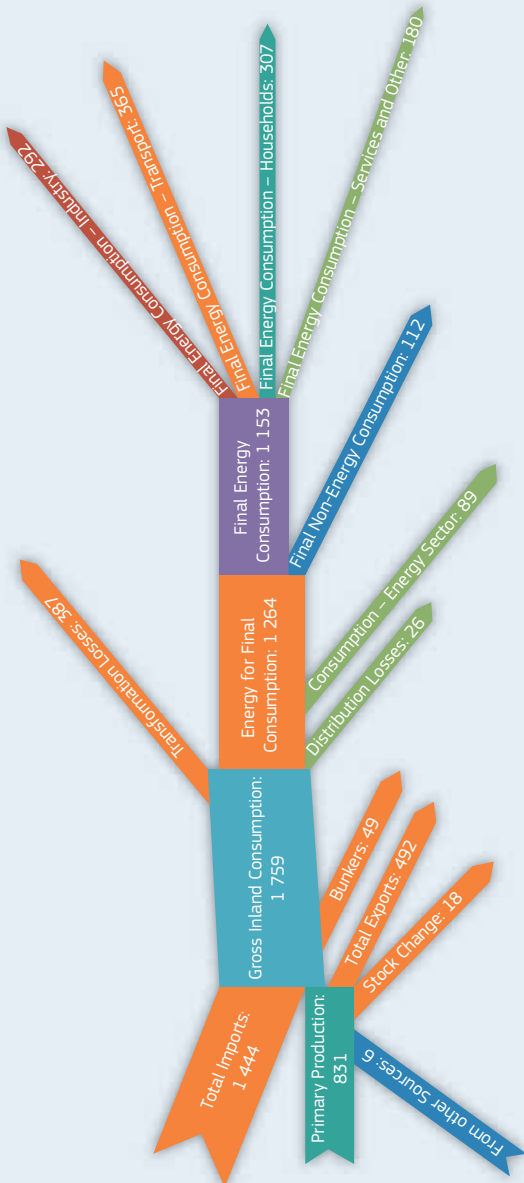 Final Energy Consumption – Industry: 292
Final Energy Consumption – Transport: 365
Final Energy Consumption – Households: 307
Final Energy Consumption – Services and Other: 180
Final Energy
Consumption: 1 153
Final Non-Energy Consumption: 112
Consumption – Energy Sector: 89
Distribution Losses: 26
Transformation Losses: 387
Energy for Final
Consumption: 1 264
Gross Inland Consumption:
1 759
Bunkers: 49
Total Exports: 492
Stock Change: 18
Total Imports:
1 444
Primary Production:
831
From other Sources: 6